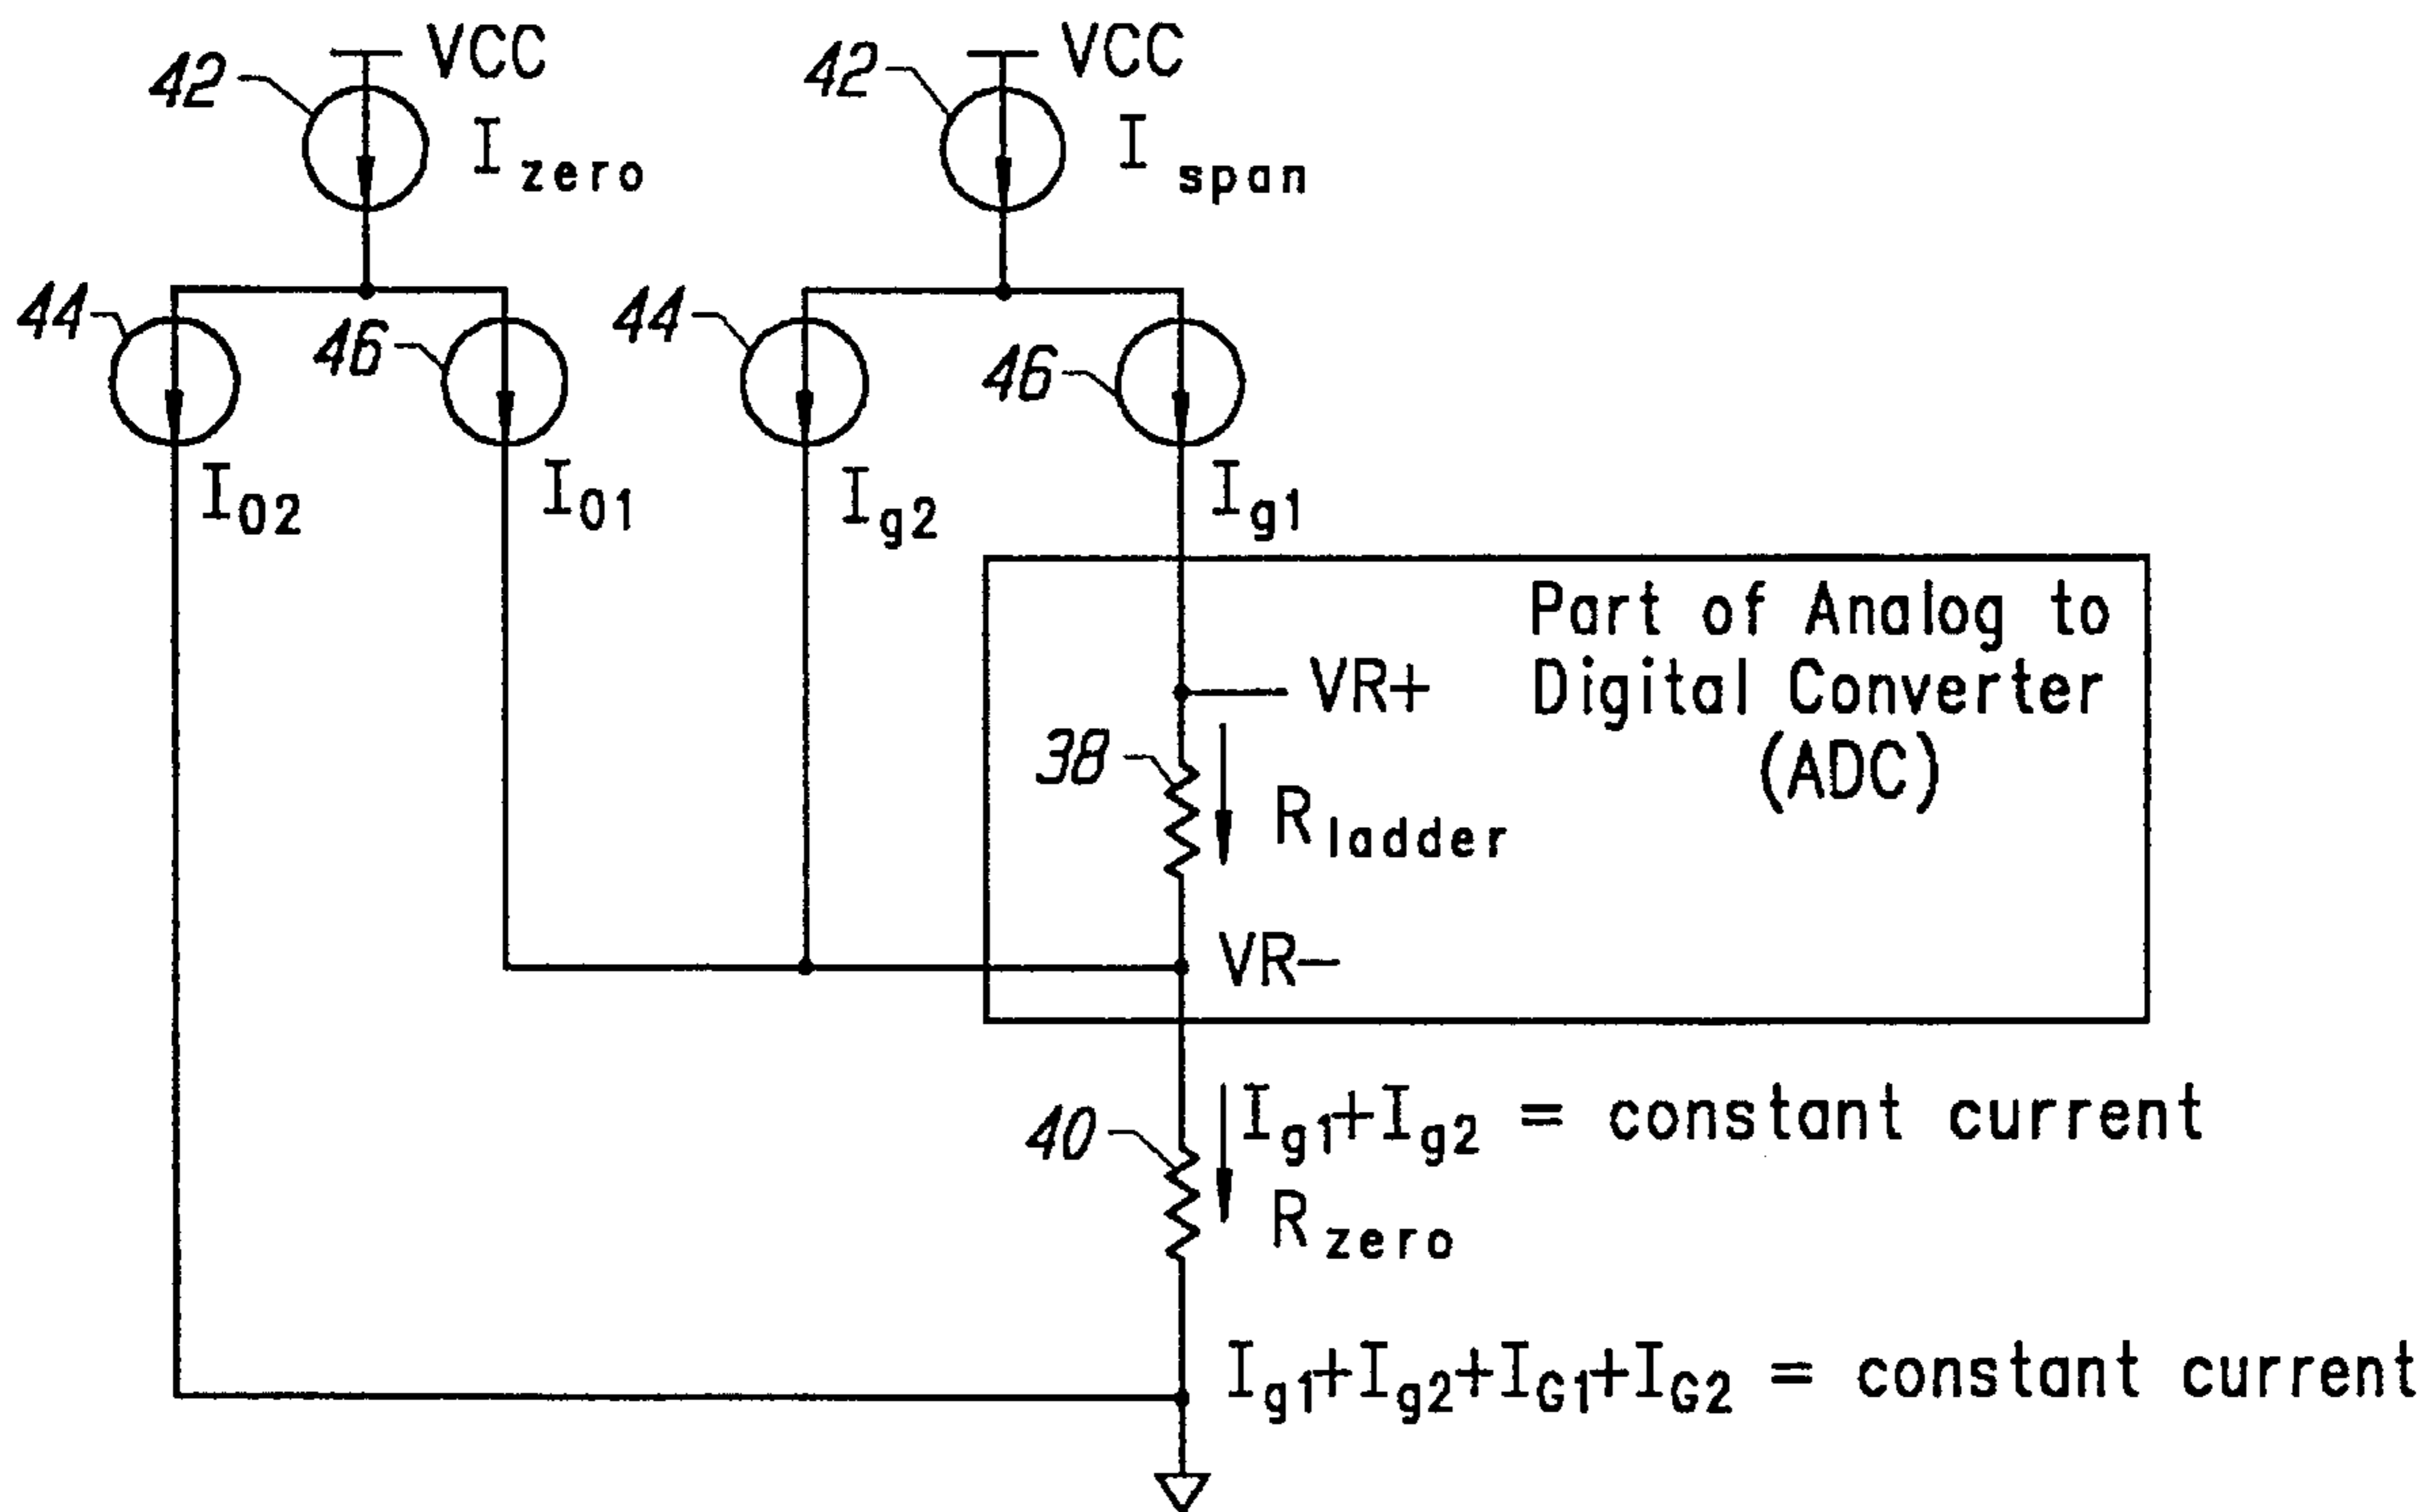 42
VCC
I zero
42
VCC
I span
44
46
44
46
I02
I01
Ig2
Ig1
Part of Analog to
Digital Converter
(ADC)
VR+
38
R ladder
VR−
40
Ig1+Ig2 = constant current
R zero
Ig1+Ig2+IG1+IG2 = constant current